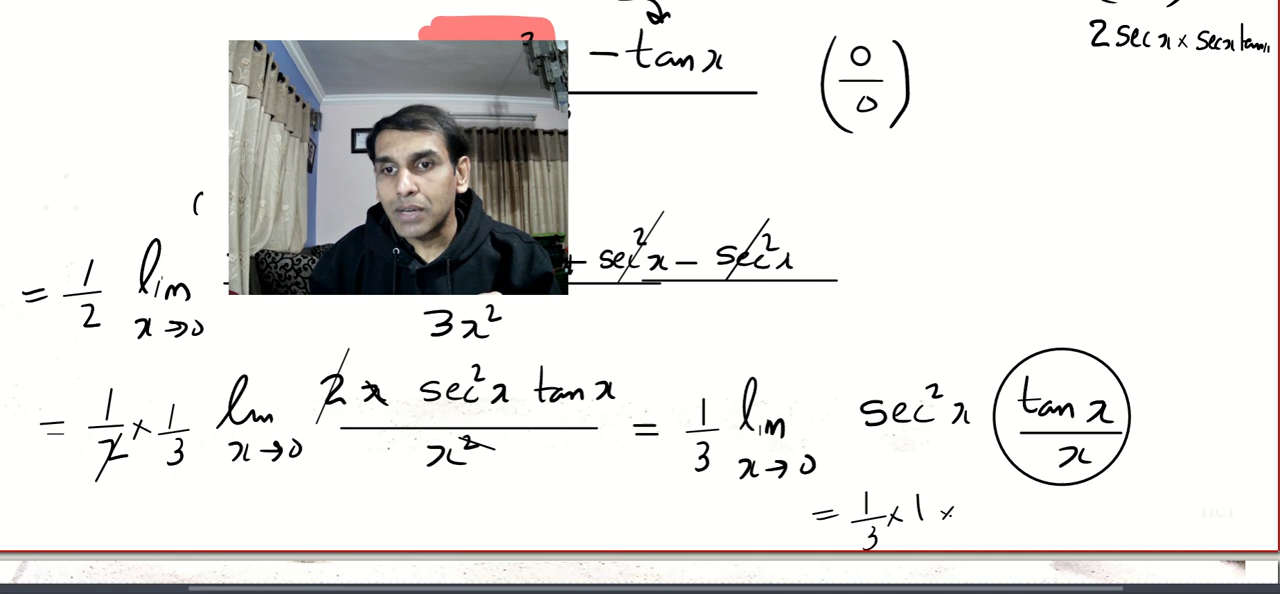 2 sec x × sec x tan x
- tan x (0/0)
= 1/2 lim x→0 + sec²x - sec²x
3x²
= 1/2 × 1/3 lim x→0 2x sec²x tan x / x² = 1/3 lim x→0 sec²x tan x / x
= 1/3 × 1 ×